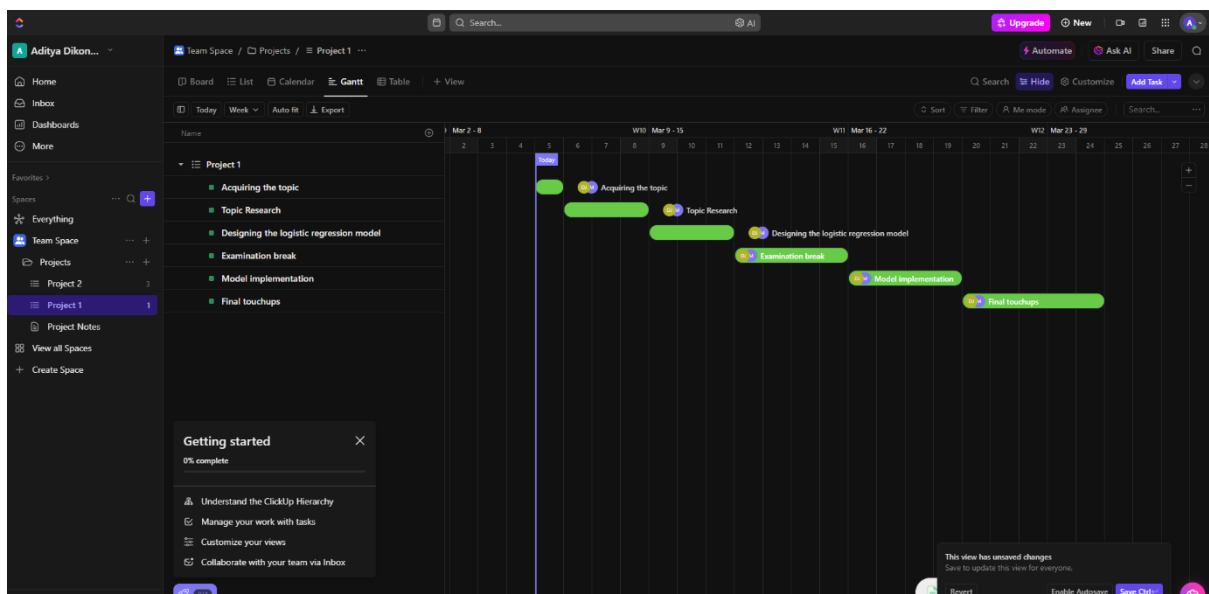 Search...
AI
Upgrade
New
A
A Aditya Dikon...
Team Space / Projects / Project 1 ...
Automate
Ask AI
Share
Home
Inbox
Dashboards
More
Favorites >
Spaces
Everything
Team Space
Projects
Project 2 3
Project 1 1
Project Notes
View all Spaces
Create Space
Board List Calendar Gantt Table + View
Search Hide Customize Add Task
Today Week Auto fit Export
Sort Filter Me mode Assignee Search...
Name
Mar 2 - 8 W10 Mar 9 - 15 W11 Mar 16 - 22 W12 Mar 23 - 29
2 3 4 5 6 7 8 9 10 11 12 13 14 15 16 17 18 19 20 21 22 23 24 25 26 27 28
Today
Project 1
Acquiring the topic
Topic Research
Designing the logistic regression model
Examination break
Model implementation
Final touchups
Acquiring the topic
Topic Research
Designing the logistic regression model
Examination break
Model implementation
Final touchups
Getting started
0% complete
Understand the ClickUp Hierarchy
Manage your work with tasks
Customize your views
Collaborate with your team via Inbox
This view has unsaved changes
Save to update this view for everyone.
Revert Enable Autosave Save Ctrl